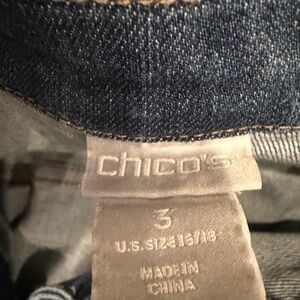 chico's
3
U.S. SIZE 16/18
MADE IN
CHINA